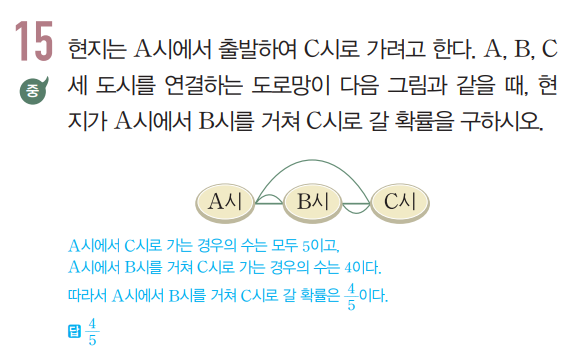 15
중
현지는 A시에서 출발하여 C시로 가려고 한다. A, B, C
세 도시를 연결하는 도로망이 다음 그림과 같을 때, 현
지가 A시에서 B시를 거쳐 C시로 갈 확률을 구하시오.
A시 B시 C시
A시에서 C시로 가는 경우의 수는 모두 5이고,
A시에서 B시를 거쳐 C시로 가는 경우의 수는 4이다.
따라서 A시에서 B시를 거쳐 C시로 갈 확률은 4/5이다.
답 4/5